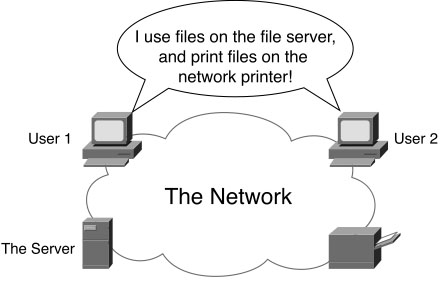 I use files on the file server,
and print files on the
network printer!
User 1
User 2
The Network
The Server